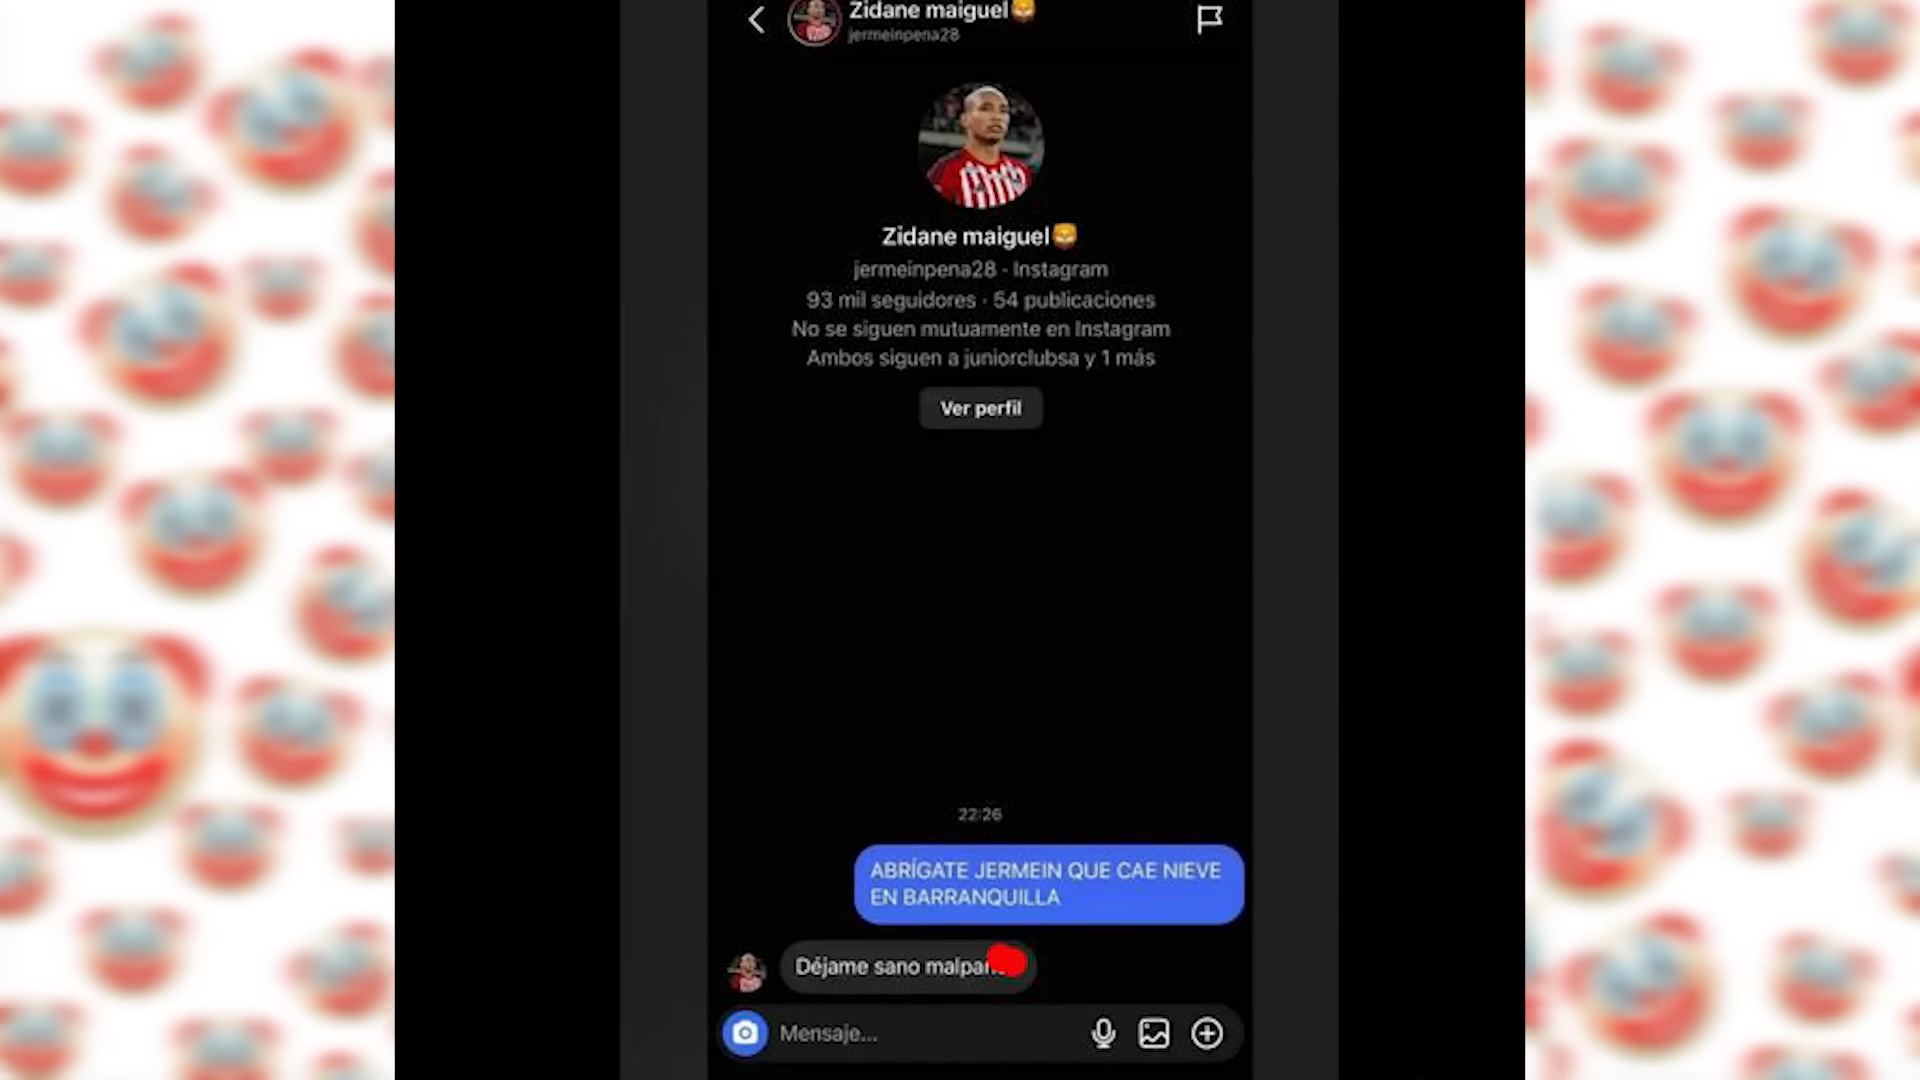 Zidane maiguel🦁
jermeinpena28
Zidane maiguel🦁
jermeinpena28 · Instagram
93 mil seguidores · 54 publicaciones
No se siguen mutuamente en Instagram
Ambos siguen a juniorclubsa y 1 más
Ver perfil
22:26
ABRÍGATE JERMEIN QUE CAE NIEVE
EN BARRANQUILLA
Déjame sano
Mensaje...